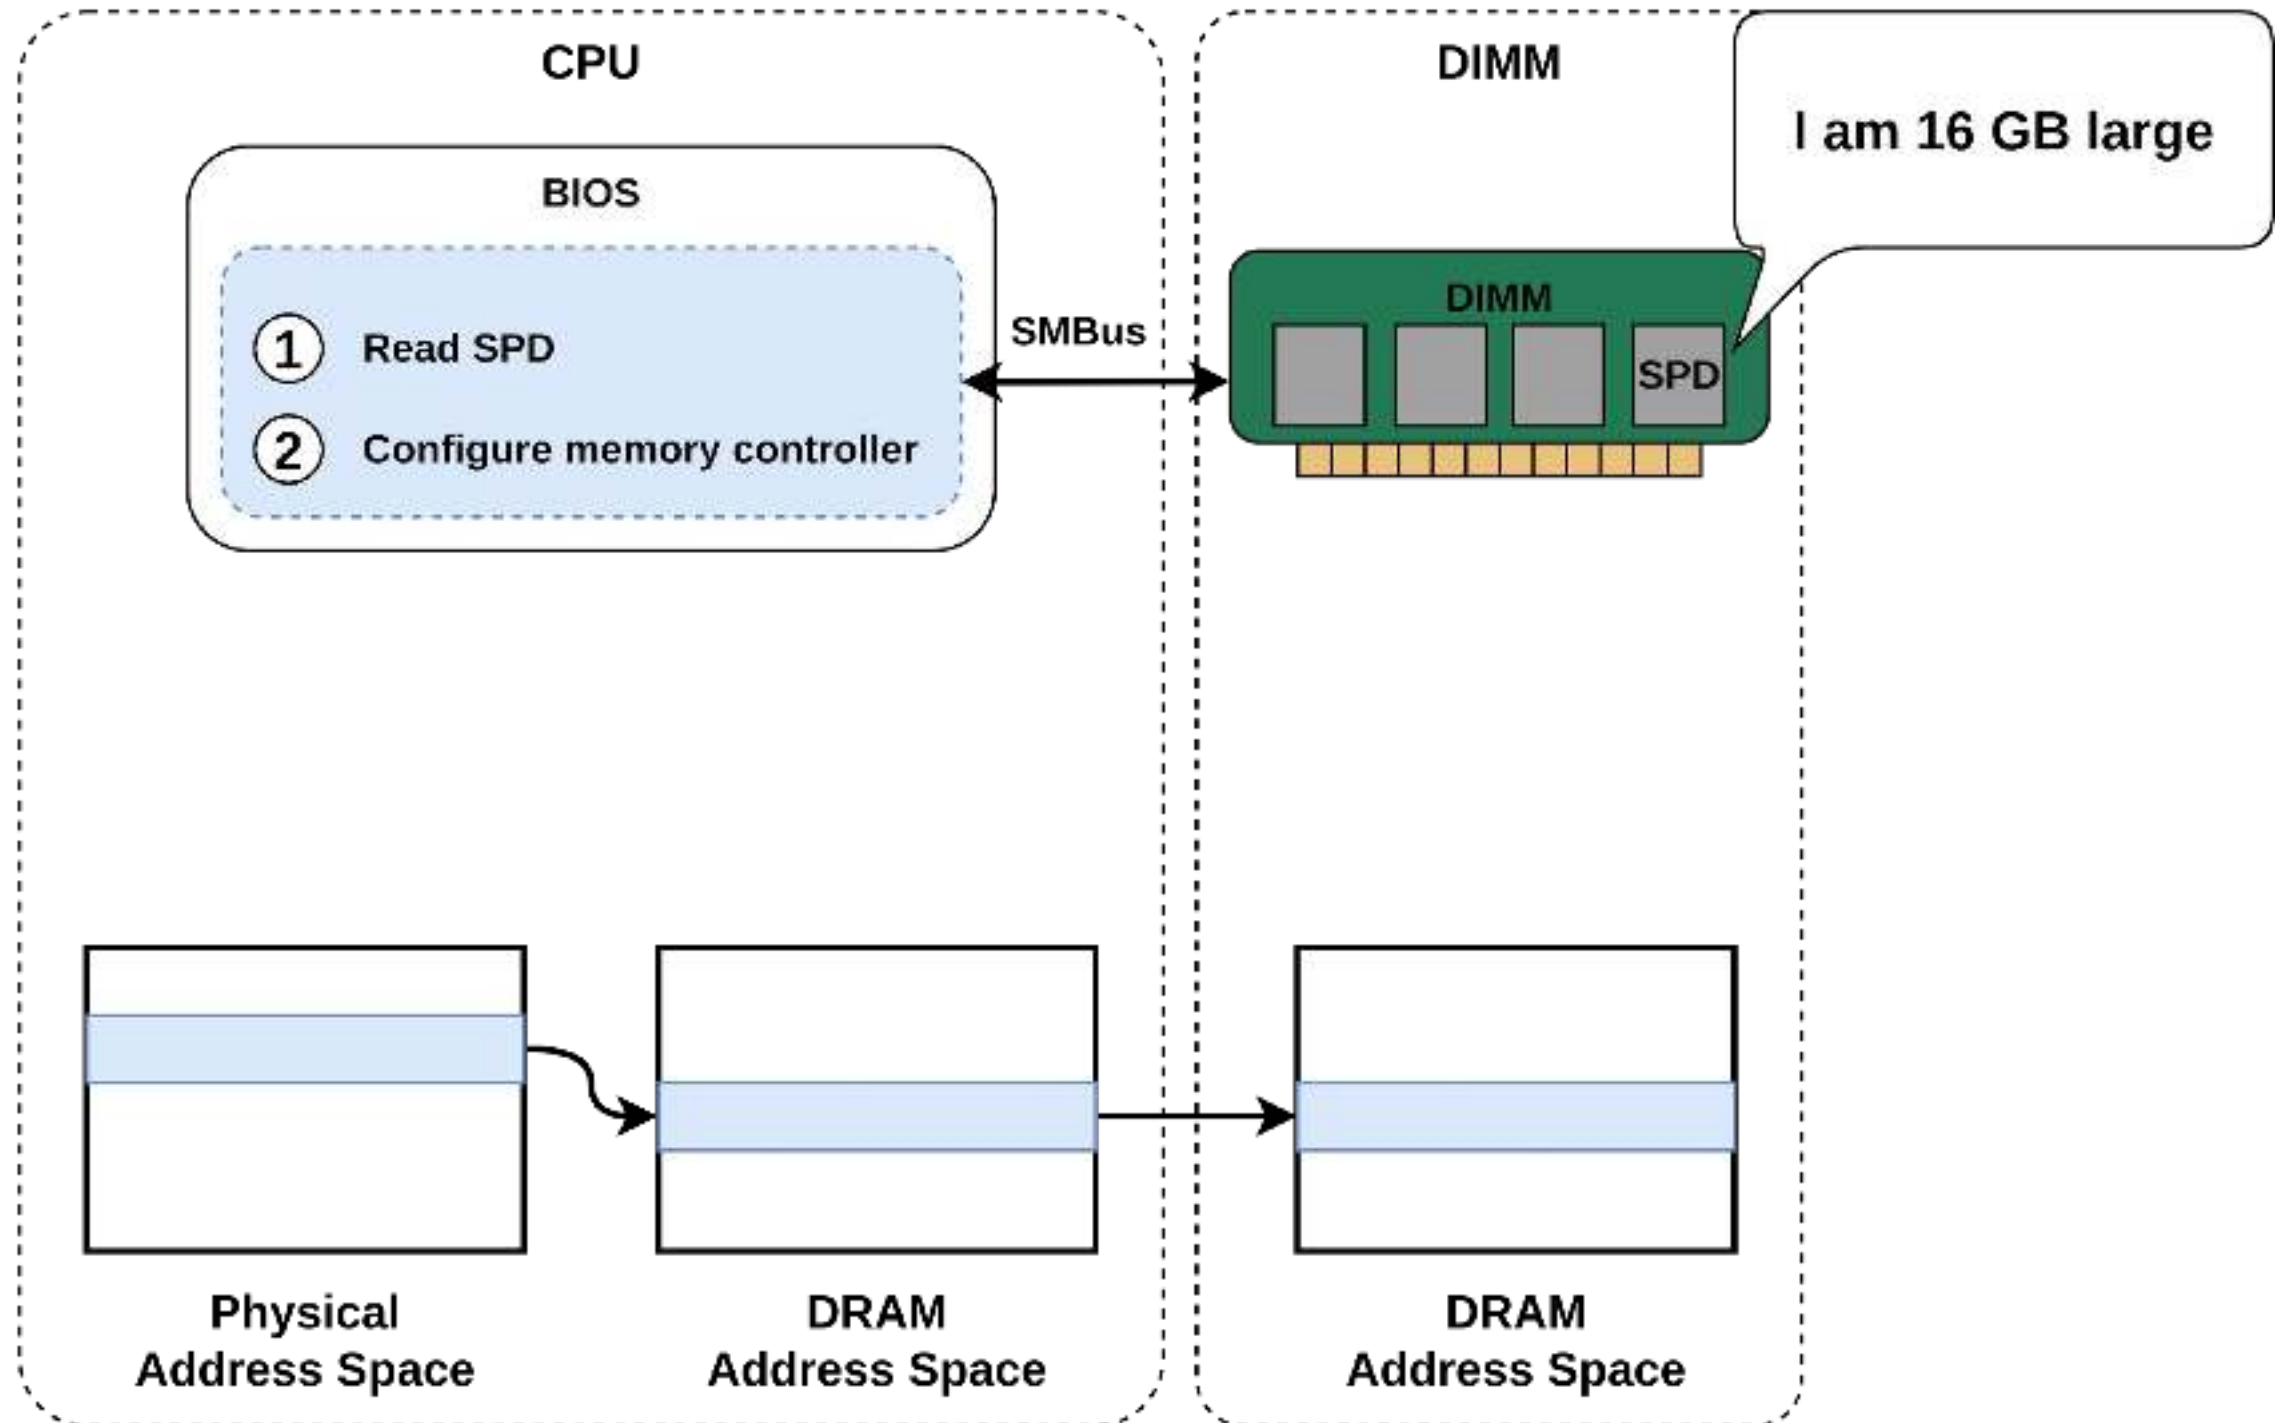 CPU
DIMM
I am 16 GB large
BIOS
DIMM
SMBus
1 Read SPD
SPD
2 Configure memory controller
Physical
Address Space
DRAM
Address Space
DRAM
Address Space